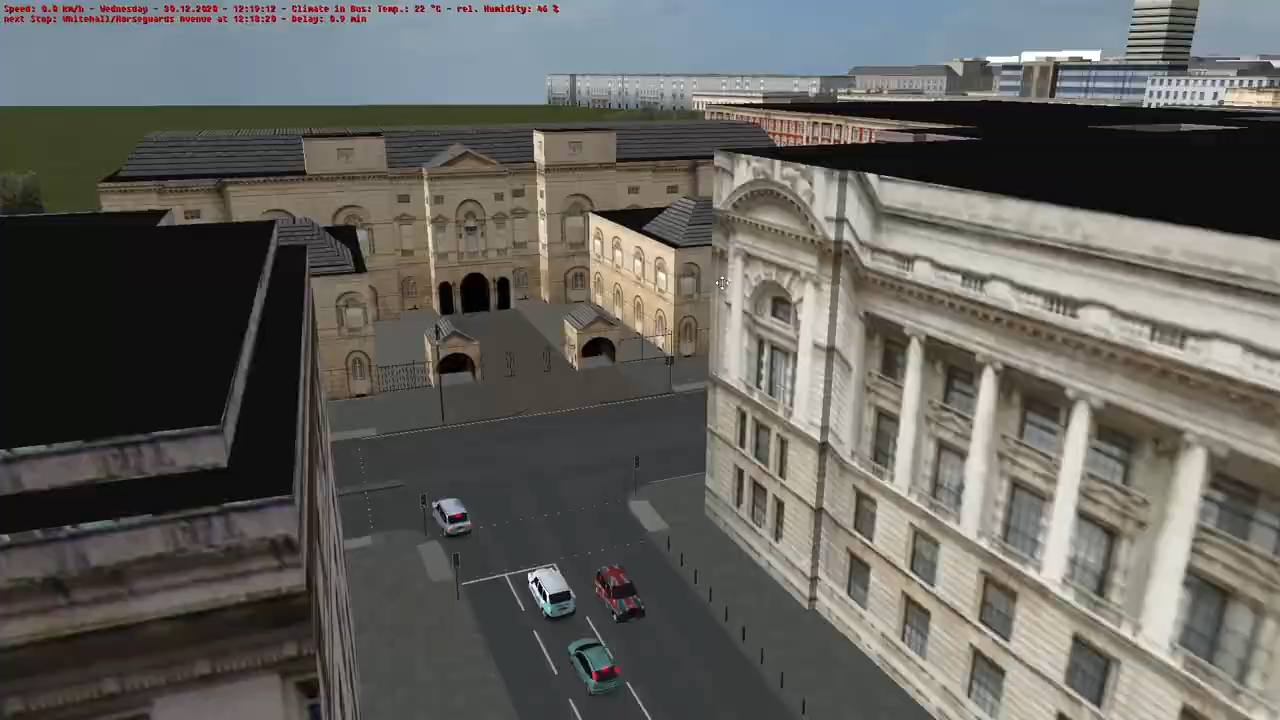 Speed: 0.0 km/h - Wednesday - 30.12.2020 - 12:19:12 - Climate in Bus: Temp.: 22 °C - rel. Humidity: 46 %
next Stop: Whitehall/Horseguards Avenue at 12:18:20 - Delay: 0.9 min